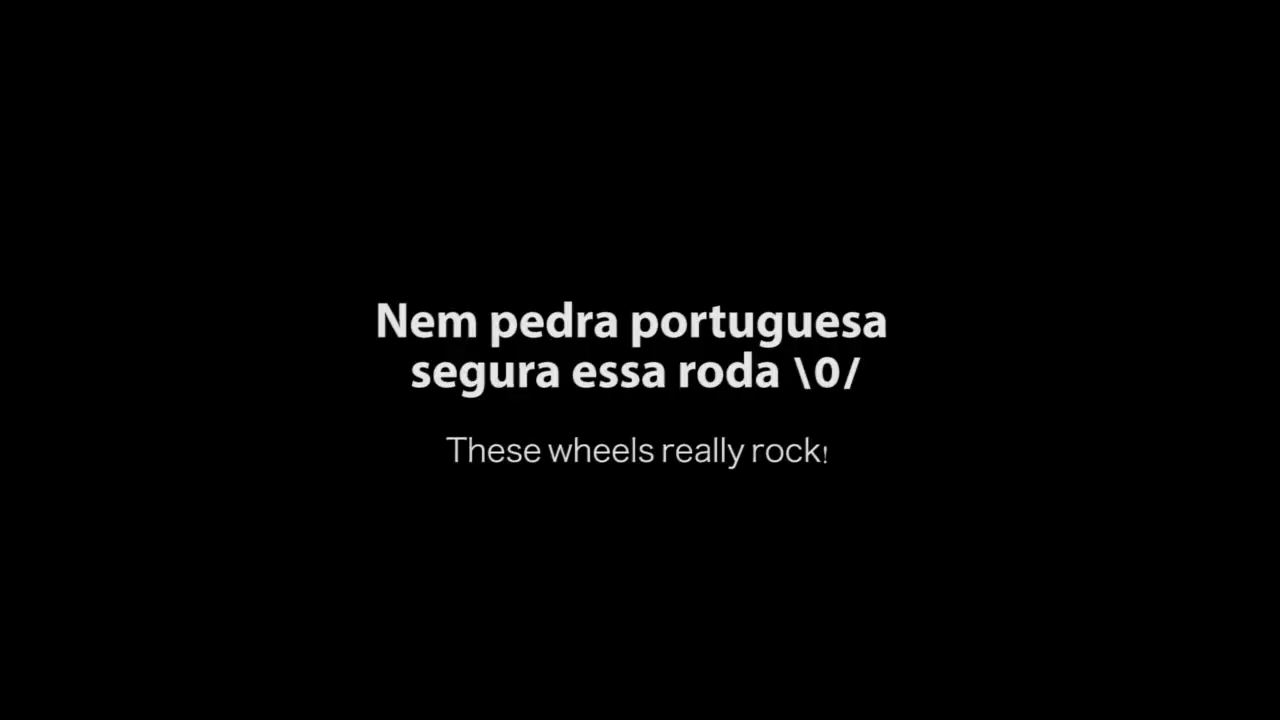 Nem pedra portuguesa
segura essa roda \0/
These wheels really rock!